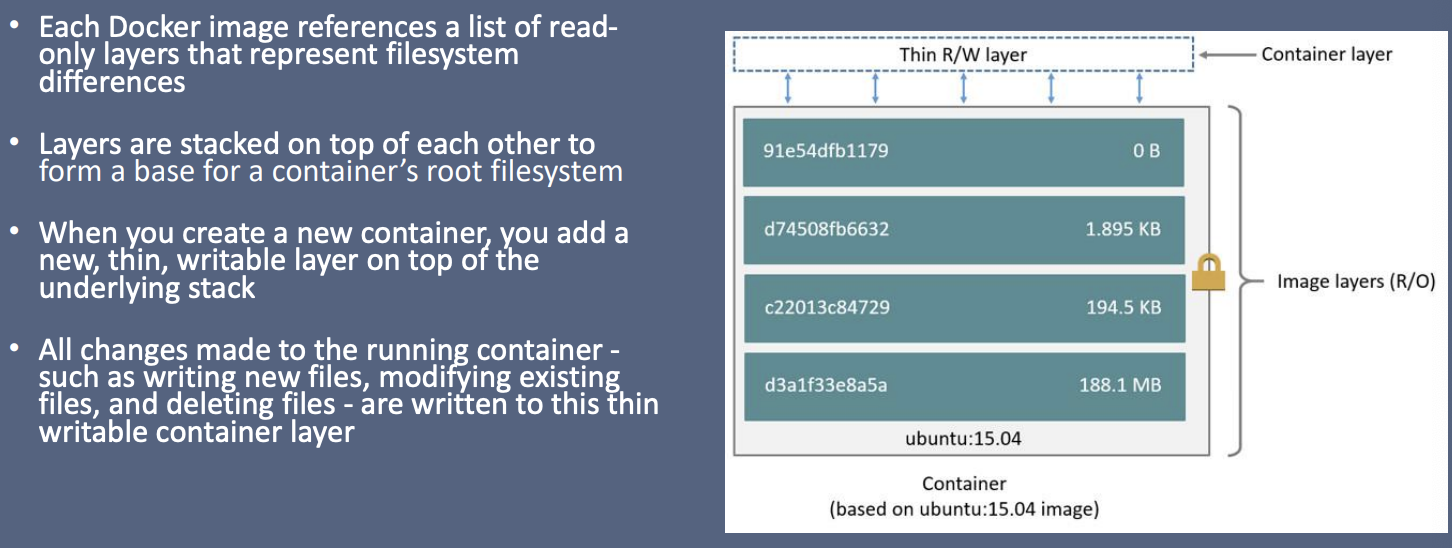 • Each Docker image references a list of read-
only layers that represent filesystem
differences
• Layers are stacked on top of each other to
form a base for a container’s root filesystem
• When you create a new container, you add a
new, thin, writable layer on top of the
underlying stack
• All changes made to the running container -
such as writing new files, modifying existing
files, and deleting files - are written to this thin
writable container layer
Thin R/W layer
Container layer
91e54dfb1179 0 B
d74508fb6632 1.895 KB
c22013c84729 194.5 KB
d3a1f33e8a5a 188.1 MB
ubuntu:15.04
Image layers (R/O)
Container
(based on ubuntu:15.04 image)